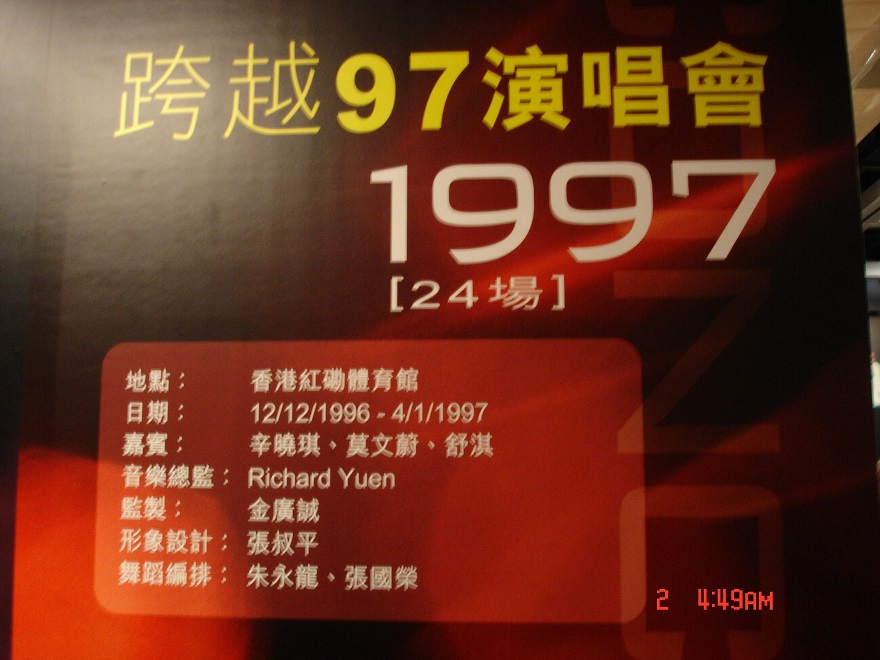 跨越97演唱會
1997
[24場]
地點： 香港紅磡體育館
日期： 12/12/1996 - 4/1/1997
嘉賓： 辛曉琪、莫文蔚、舒淇
音樂總監： Richard Yuen
監製： 金廣誠
形象設計： 張叔平
舞蹈編排： 朱永龍、張國榮
2 4:49AM